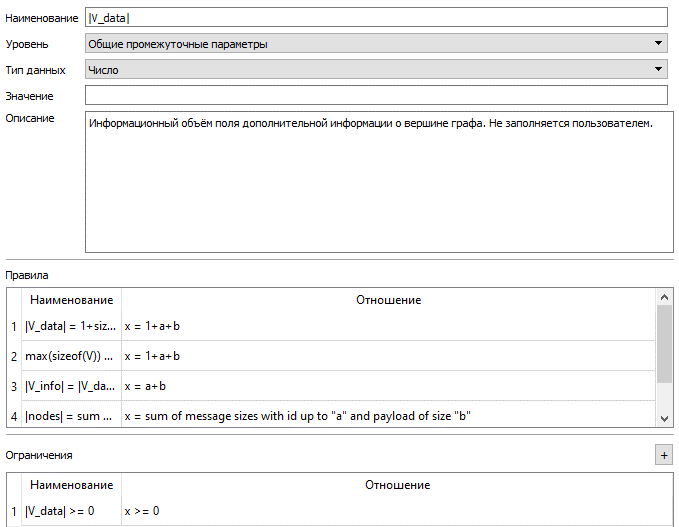 Наименование |V_data|
Уровень Общие промежуточные параметры
Тип данных Число
Значение
Описание Информационный объём поля дополнительной информации о вершине графа. Не заполняется пользователем.
Правила
Наименование Отношение
1 |V_data| = 1+siz... x = 1+a+b
2 max(sizeof(V)) ... x = 1+a+b
3 |V_info| = |V_da... x = a+b
4 |nodes| = sum ... x = sum of message sizes with id up to "a" and payload of size "b"
Ограничения +
Наименование Отношение
1 |V_data| >= 0 x >= 0